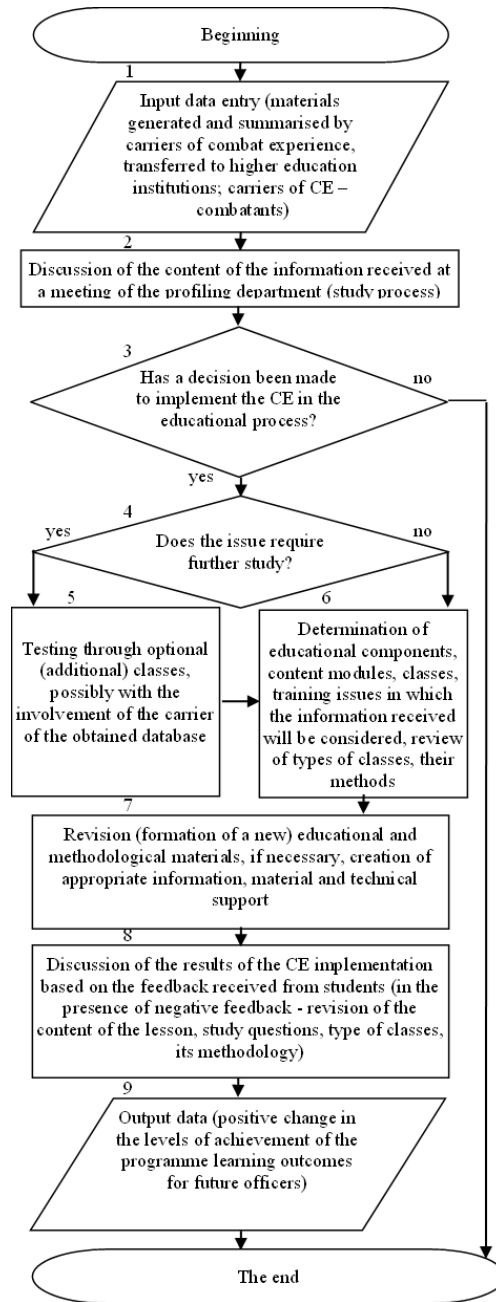 Beginning
1
Input data entry (materials
generated and summarised by
carriers of combat experience,
transferred to higher education
institutions; carriers of CE –
combatants)
2
Discussion of the content of the information received at
a meeting of the profiling department (study process)
3
Has a decision been made
to implement the CE in the
educational process?
no
yes
4
yes
Does the issue require
further study?
no
5
Testing through optional
(additional) classes,
possibly with the
involvement of the carrier
of the obtained database
6
Determination of
educational components,
content modules, classes,
training issues in which
the information received
will be considered, review
of types of classes, their
methods
7
Revision (formation of a new) educational and
methodological materials, if necessary, creation of
appropriate information, material and technical
support
8
Discussion of the results of the CE implementation
based on the feedback received from students (in the
presence of negative feedback - revision of the
content of the lesson, study questions, type of classes,
its methodology)
9
Output data (positive change in
the levels of achievement of the
programme learning outcomes
for future officers)
The end